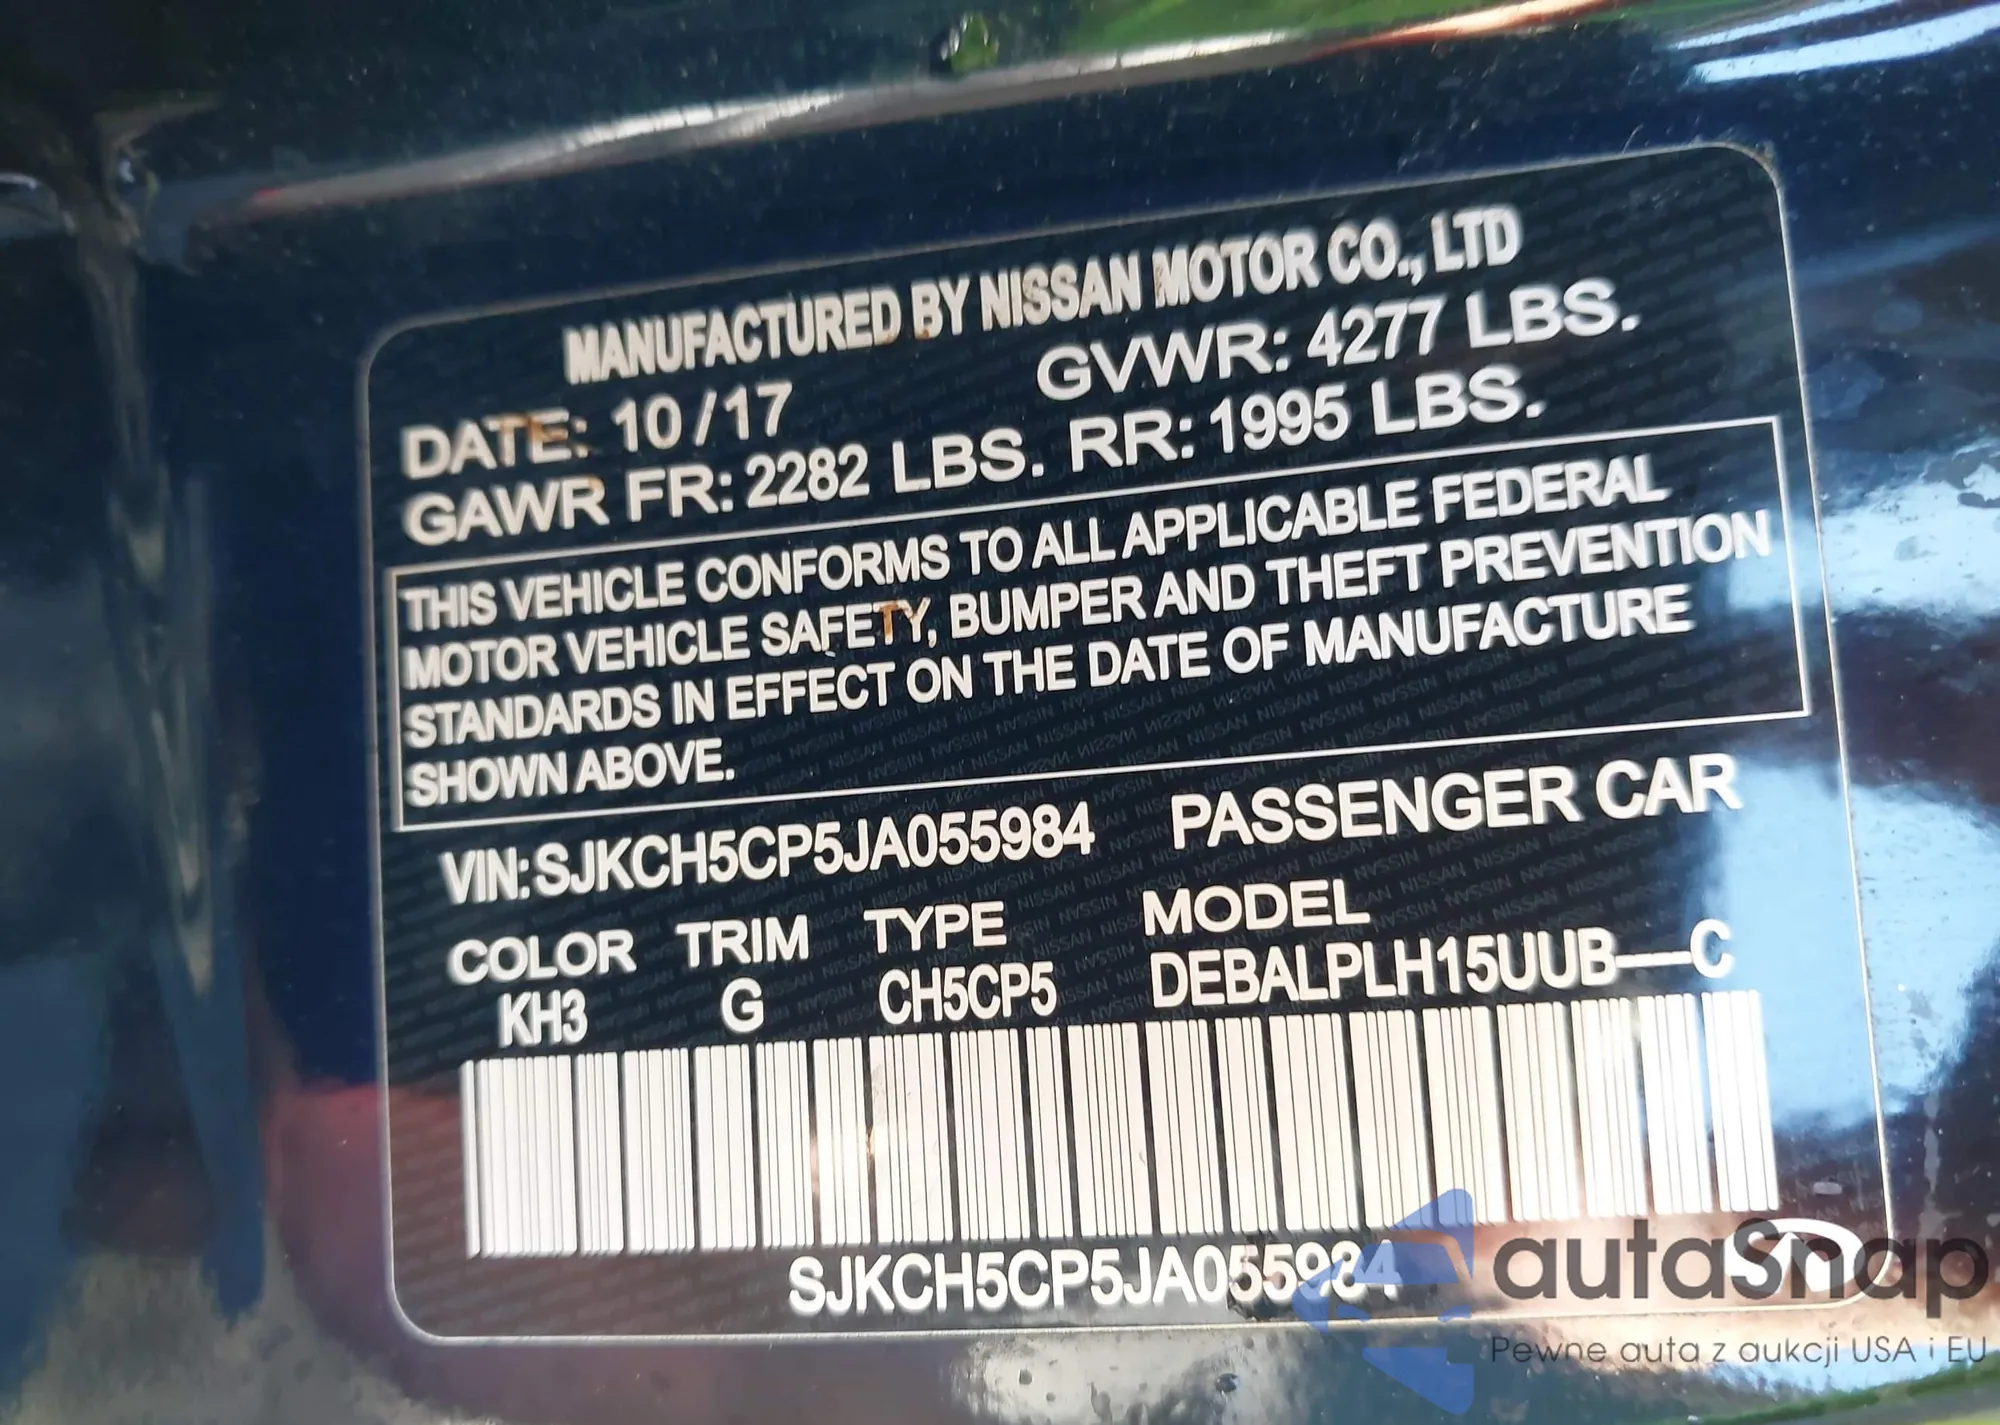 MANUFACTURED BY NISSAN MOTOR CO., LTD
DATE: 10/17 GVWR: 4277 LBS.
GAWR FR: 2282 LBS. RR: 1995 LBS.
THIS VEHICLE CONFORMS TO ALL APPLICABLE FEDERAL
MOTOR VEHICLE SAFETY, BUMPER AND THEFT PREVENTION
STANDARDS IN EFFECT ON THE DATE OF MANUFACTURE
SHOWN ABOVE.
VIN:SJKCH5CP5JA055984 PASSENGER CAR
COLOR TRIM TYPE MODEL
KH3 G CH5CP5 DEBALPLH15UUB--C
SJKCH5CP5JA055984
autaSnap
Pewne auta z aukcji USA i EU